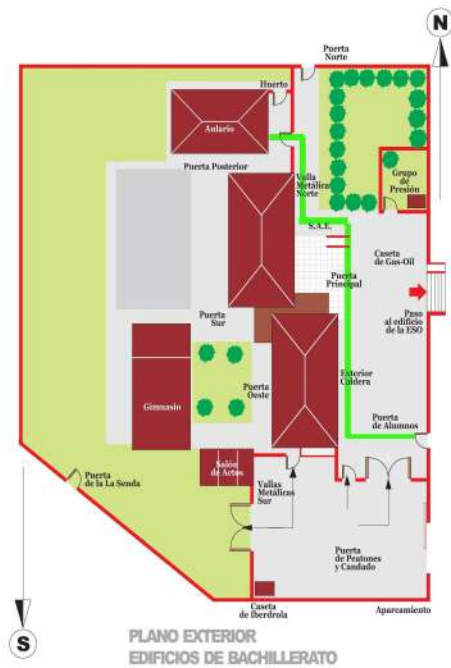 Puerta
Norte
N
Huerto
Aulario
Puerta Posterior
Valla
Metálicas
Norte
Grupo
de
Presión
S.A.E.
Caseta
de Gas-Oil
Puerta
Principal
Paso
al edificio
de la ESO
Puerta
Sur
Exterior
Caldera
Puerta
Oeste
Gimnasio
Puerta
de Alumnos
Salón
de Actos
Puerta
de la La Senda
Vallas
Metálicas
Sur
Puerta
de Peatones
y Candado
Caseta
de Iberdrola
Aparcamiento
S
PLANO EXTERIOR
EDIFICIOS DE BACHILLERATO